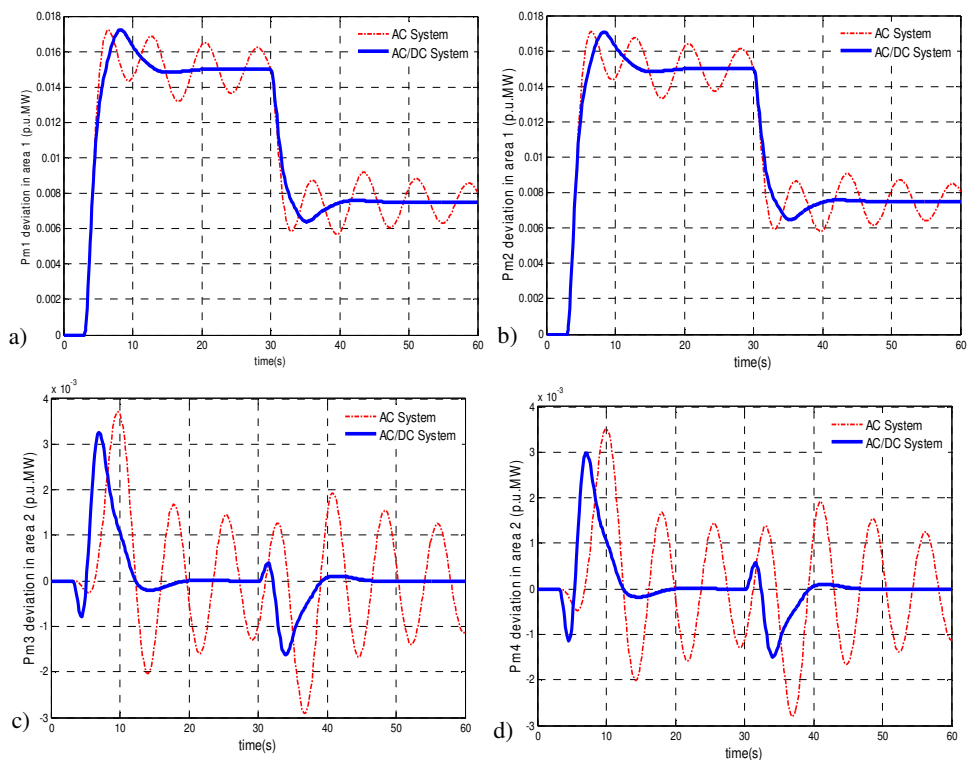 0.018
0.016
0.014
0.012
0.01
0.008
0.006
0.004
0.002
0
Pm1 deviation in area 1 (p.u.MW)
AC System
AC/DC System
0 10 20 30 40 50 60
time(s)
a)
0.018
0.016
0.014
0.012
0.01
0.008
0.006
0.004
0.002
0
Pm2 deviation in area 1 (p.u.MW)
AC System
AC/DC System
0 10 20 30 40 50 60
time(s)
b)
x 10⁻³
4
3
2
1
0
-1
-2
-3
Pm3 deviation in area 2 (p.u.MW)
AC System
AC/DC System
0 10 20 30 40 50 60
time(s)
c)
x 10⁻³
4
3
2
1
0
-1
-2
-3
Pm4 deviation in area 2 (p.u.MW)
AC System
AC/DC System
0 10 20 30 40 50 60
time(s)
d)